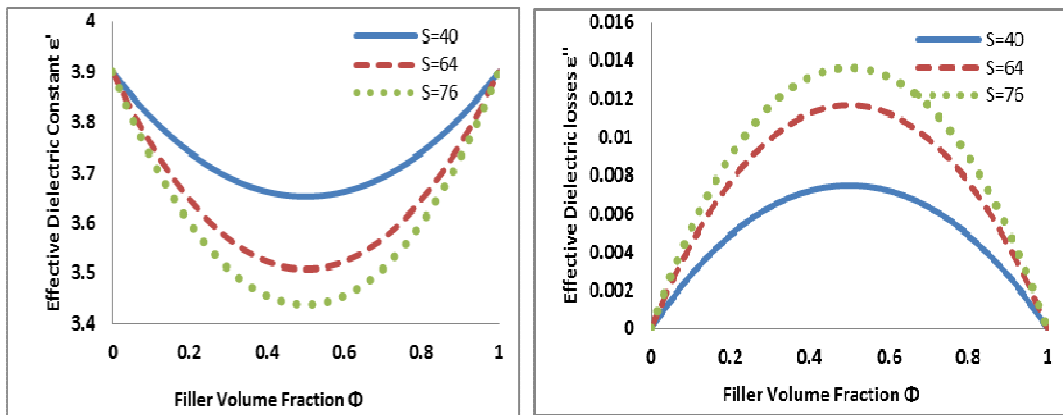 Effective Dielectric Constant ε'
4
3.9
3.8
3.7
3.6
3.5
3.4
S=40
S=64
S=76
0
0.2
0.4
0.6
0.8
1
Filler Volume Fraction Φ
Effective Dielectric losses ε"
0.016
0.014
0.012
0.01
0.008
0.006
0.004
0.002
0
S=40
S=64
S=76
0
0.2
0.4
0.6
0.8
1
Filler Volume Fraction Φ